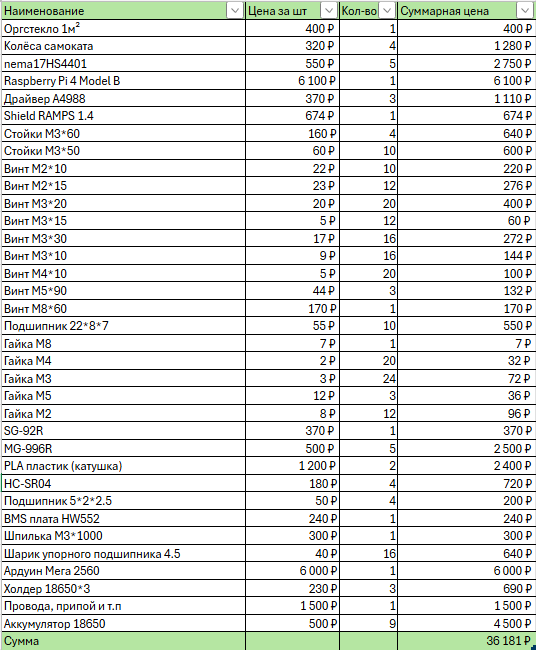 Наименование Цена за шт Кол-во Суммарная цена
Оргстекло 1м² 400 ₽ 1 400 ₽
Колёса самоката 320 ₽ 4 1 280 ₽
nema17HS4401 550 ₽ 5 2 750 ₽
Raspberry Pi 4 Model B 6 100 ₽ 1 6 100 ₽
Драйвер A4988 370 ₽ 3 1 110 ₽
Shield RAMPS 1.4 674 ₽ 1 674 ₽
Стойки М3*60 160 ₽ 4 640 ₽
Стойки М3*50 60 ₽ 10 600 ₽
Винт М2*10 22 ₽ 10 220 ₽
Винт М2*15 23 ₽ 12 276 ₽
Винт М3*20 20 ₽ 20 400 ₽
Винт М3*15 5 ₽ 12 60 ₽
Винт М3*30 17 ₽ 16 272 ₽
Винт М3*10 9 ₽ 16 144 ₽
Винт М4*10 5 ₽ 20 100 ₽
Винт М5*90 44 ₽ 3 132 ₽
Винт М8*60 170 ₽ 1 170 ₽
Подшипник 22*8*7 55 ₽ 10 550 ₽
Гайка М8 7 ₽ 1 7 ₽
Гайка М4 2 ₽ 20 32 ₽
Гайка М3 3 ₽ 24 72 ₽
Гайка М5 12 ₽ 3 36 ₽
Гайка М2 8 ₽ 12 96 ₽
SG-92R 370 ₽ 1 370 ₽
MG-996R 500 ₽ 5 2 500 ₽
PLA пластик (катушка) 1 200 ₽ 2 2 400 ₽
HC-SR04 180 ₽ 4 720 ₽
Подшипник 5*2*2.5 50 ₽ 4 200 ₽
BMS плата HW552 240 ₽ 1 240 ₽
Шпилька М3*1000 300 ₽ 1 300 ₽
Шарик упорного подшипника 4.5 40 ₽ 16 640 ₽
Ардуин Мега 2560 6 000 ₽ 1 6 000 ₽
Холдер 18650*3 230 ₽ 3 690 ₽
Провода, припой и т.п 1 500 ₽ 1 1 500 ₽
Аккумулятор 18650 500 ₽ 9 4 500 ₽
Сумма 36 181 ₽